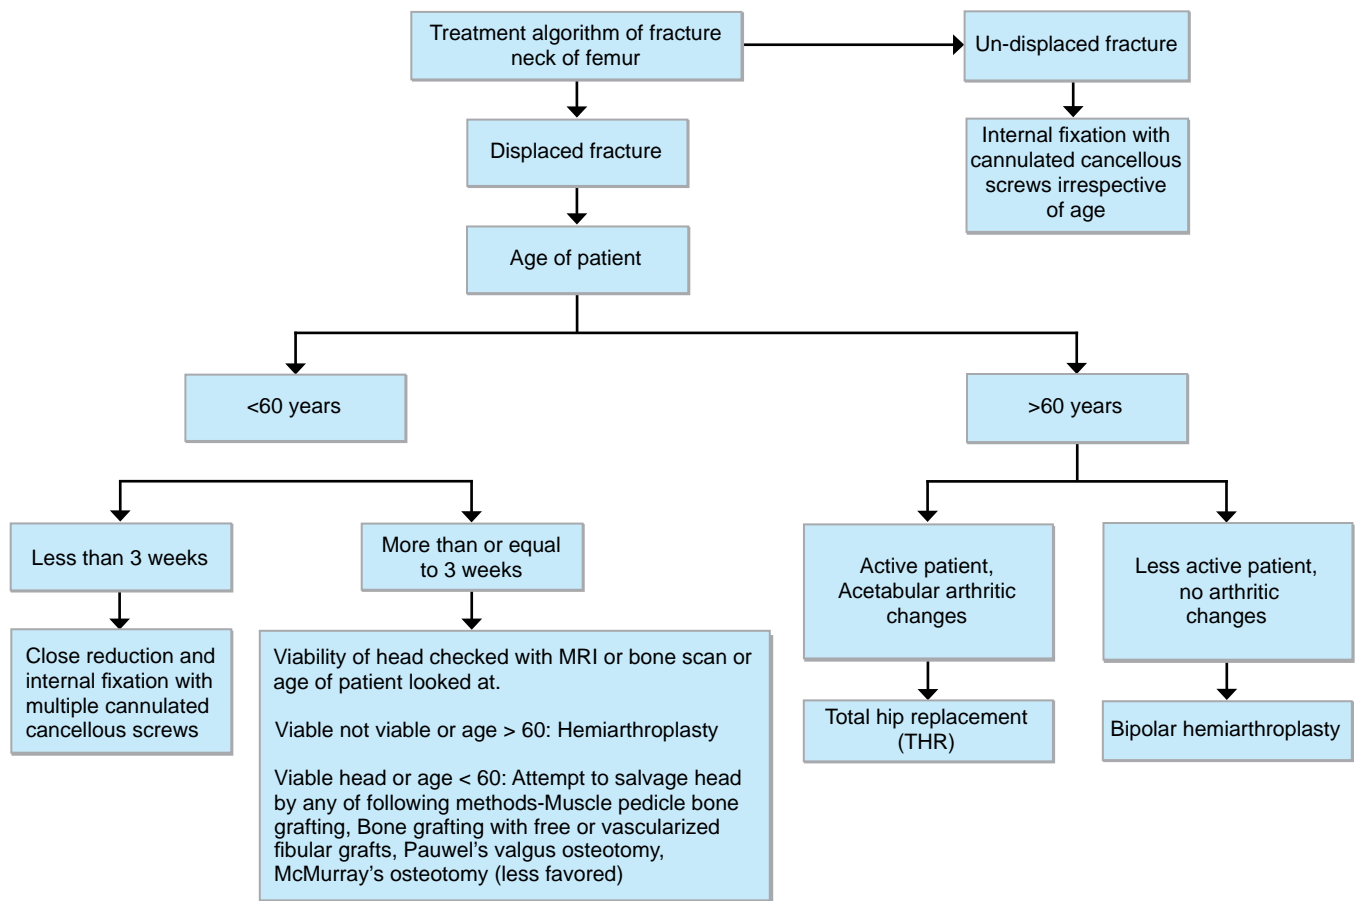 Treatment algorithm of fracture
neck of femur
Un-displaced fracture
Internal fixation with
cannulated cancellous
screws irrespective
of age
Displaced fracture
Age of patient
<60 years
>60 years
Less than 3 weeks
More than or equal
to 3 weeks
Active patient,
Acetabular arthritic
changes
Less active patient,
no arthritic
changes
Close reduction and
internal fixation with
multiple cannulated
cancellous screws
Viability of head checked with MRI or bone scan or
age of patient looked at.
Viable not viable or age > 60: Hemiarthroplasty
Viable head or age < 60: Attempt to salvage head
by any of following methods-Muscle pedicle bone
grafting, Bone grafting with free or vascularized
fibular grafts, Pauwel's valgus osteotomy,
McMurray's osteotomy (less favored)
Total hip replacement
(THR)
Bipolar hemiarthroplasty